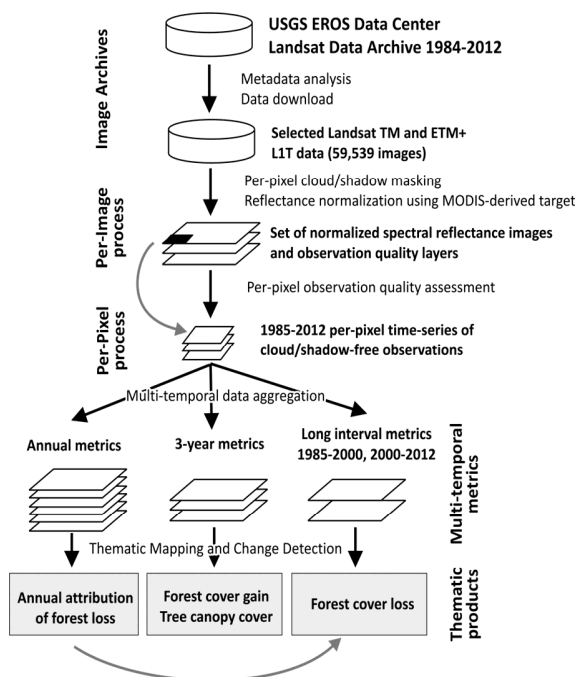 USGS EROS Data Center
Landsat Data Archive 1984-2012
Image Archives
Metadata analysis
Data download
Selected Landsat TM and ETM+
L1T data (59,539 images)
Per-pixel cloud/shadow masking
Reflectance normalization using MODIS-derived target
Per-Image
process
Set of normalized spectral reflectance images
and observation quality layers
Per-pixel observation quality assessment
Per-Pixel
process
1985-2012 per-pixel time-series of
cloud/shadow-free observations
Multi-temporal data aggregation
Annual metrics
3-year metrics
Long interval metrics
1985-2000, 2000-2012
Multi-temporal
metrics
Thematic Mapping and Change Detection
Annual attribution
of forest loss
Forest cover gain
Tree canopy cover
Forest cover loss
Thematic
products